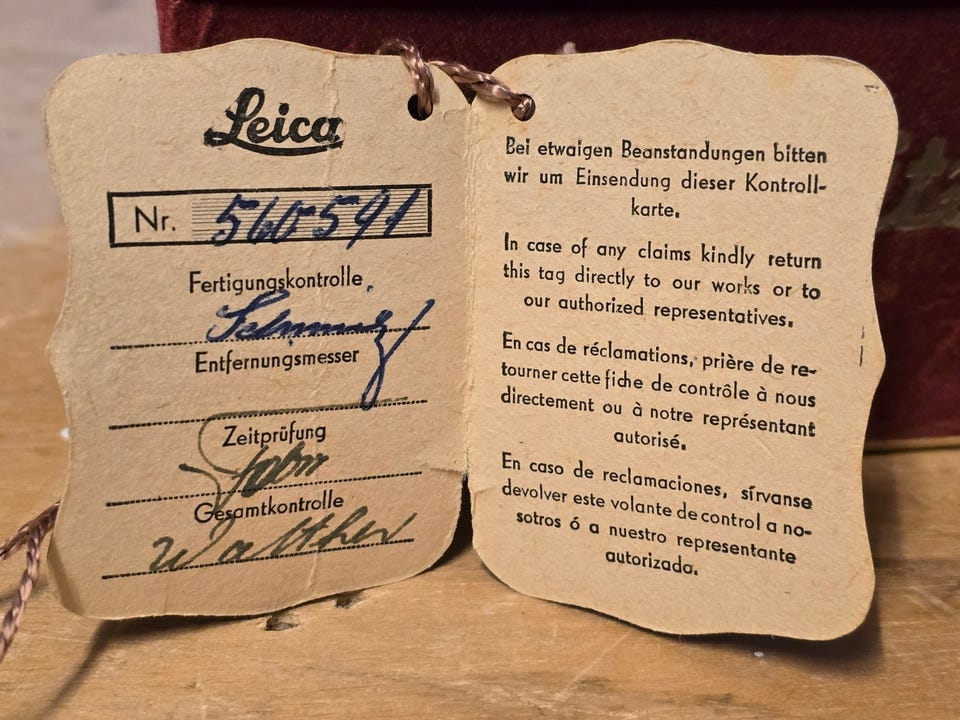 Leica
Nr. 560591
Fertigungskontrolle
Schmitz
Entfernungsmesser
Zeitprüfung
Gesamtkontrolle
Walther
Bei etwaigen Beanstandungen bitten
wir um Einsendung dieser Kontroll-
karte.
In case of any claims kindly return
this tag directly to our works or to
our authorized representatives.
En cas de réclamations, prière de re-
tourner cette fiche de contrôle à nous
directement ou à notre représentant
autorisé.
En caso de reclamaciones, sírvanse
devolver este volante de control a no-
sotros ó a nuestro representante
autorizado.